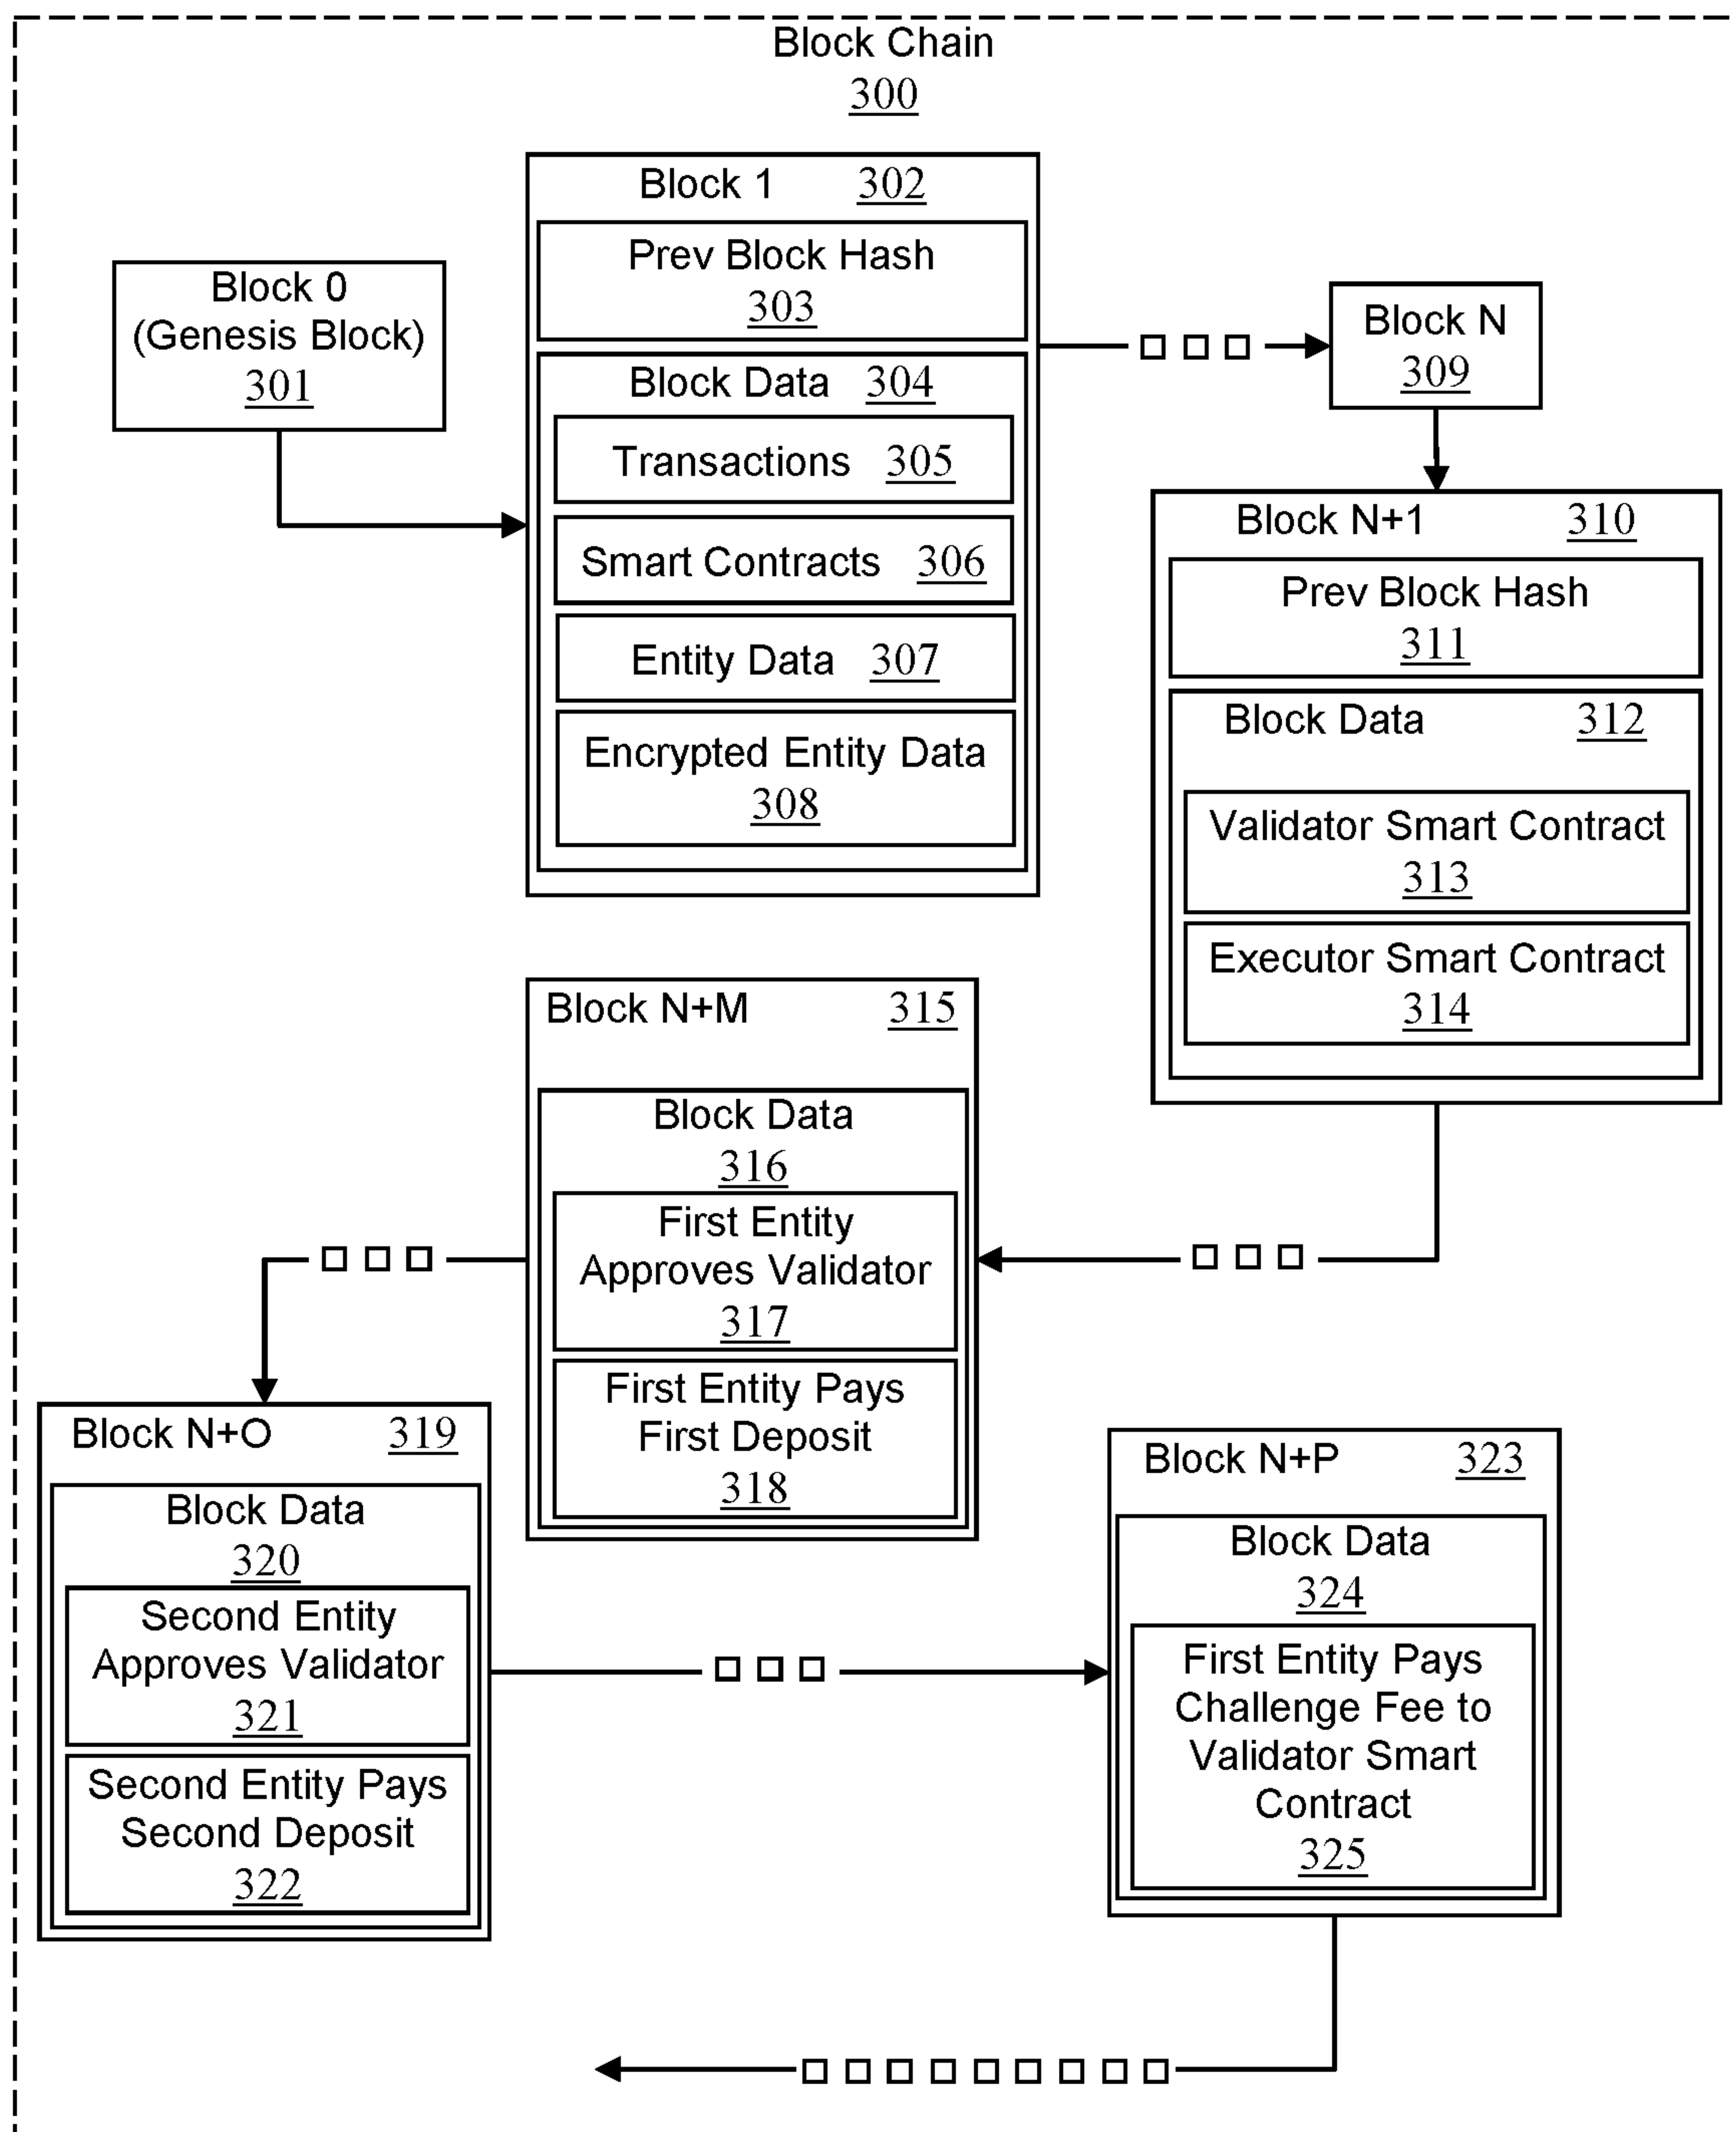 Block Chain
300
Block 0
(Genesis Block)
301
Block 1 302
Prev Block Hash
303
Block Data 304
Transactions 305
Smart Contracts 306
Entity Data 307
Encrypted Entity Data
308
Block N
309
Block N+1 310
Prev Block Hash
311
Block Data 312
Validator Smart Contract
313
Executor Smart Contract
314
Block N+M 315
Block Data
316
First Entity
Approves Validator
317
First Entity Pays
First Deposit
318
Block N+O 319
Block Data
320
Second Entity
Approves Validator
321
Second Entity Pays
Second Deposit
322
Block N+P 323
Block Data
324
First Entity Pays
Challenge Fee to
Validator Smart
Contract
325